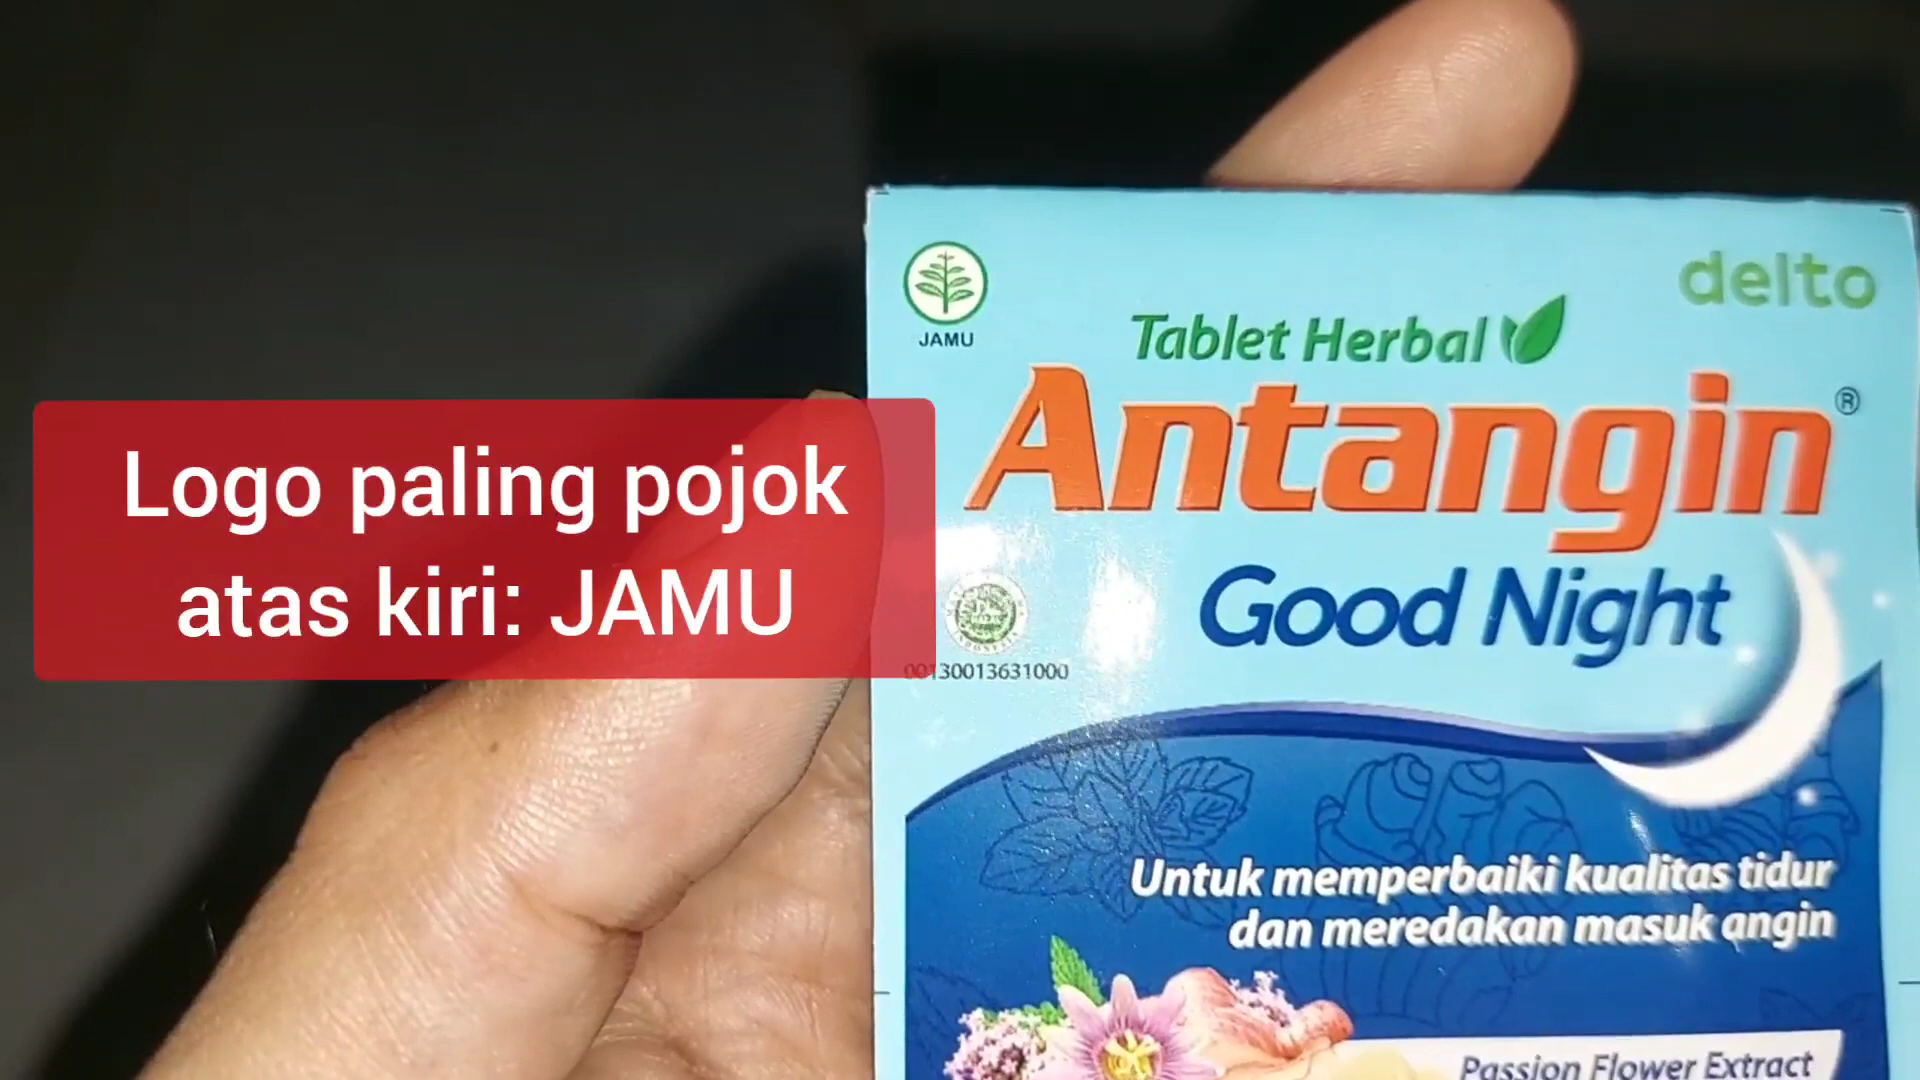 JAMU
delto
Tablet Herbal
Antangin®
Good Night
Logo paling pojok
atas kiri: JAMU
00130013631000
Untuk memperbaiki kualitas tidur
dan meredakan masuk angin
Passion Flower Extract